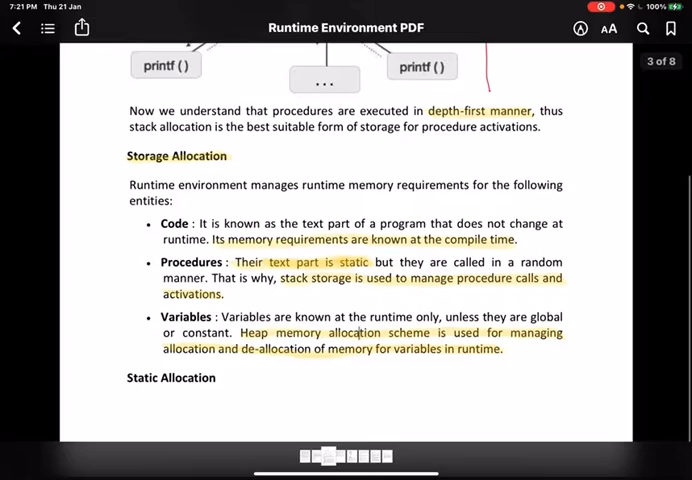 7:21 PM Thu 21 Jan
100%
Runtime Environment PDF
AA
3 of 8
printf ( )
...
printf ( )
Now we understand that procedures are executed in depth-first manner, thus
stack allocation is the best suitable form of storage for procedure activations.
Storage Allocation
Runtime environment manages runtime memory requirements for the following
entities:
• Code : It is known as the text part of a program that does not change at
runtime. Its memory requirements are known at the compile time.
• Procedures : Their text part is static but they are called in a random
manner. That is why, stack storage is used to manage procedure calls and
activations.
• Variables : Variables are known at the runtime only, unless they are global
or constant. Heap memory allocation scheme is used for managing
allocation and de-allocation of memory for variables in runtime.
Static Allocation